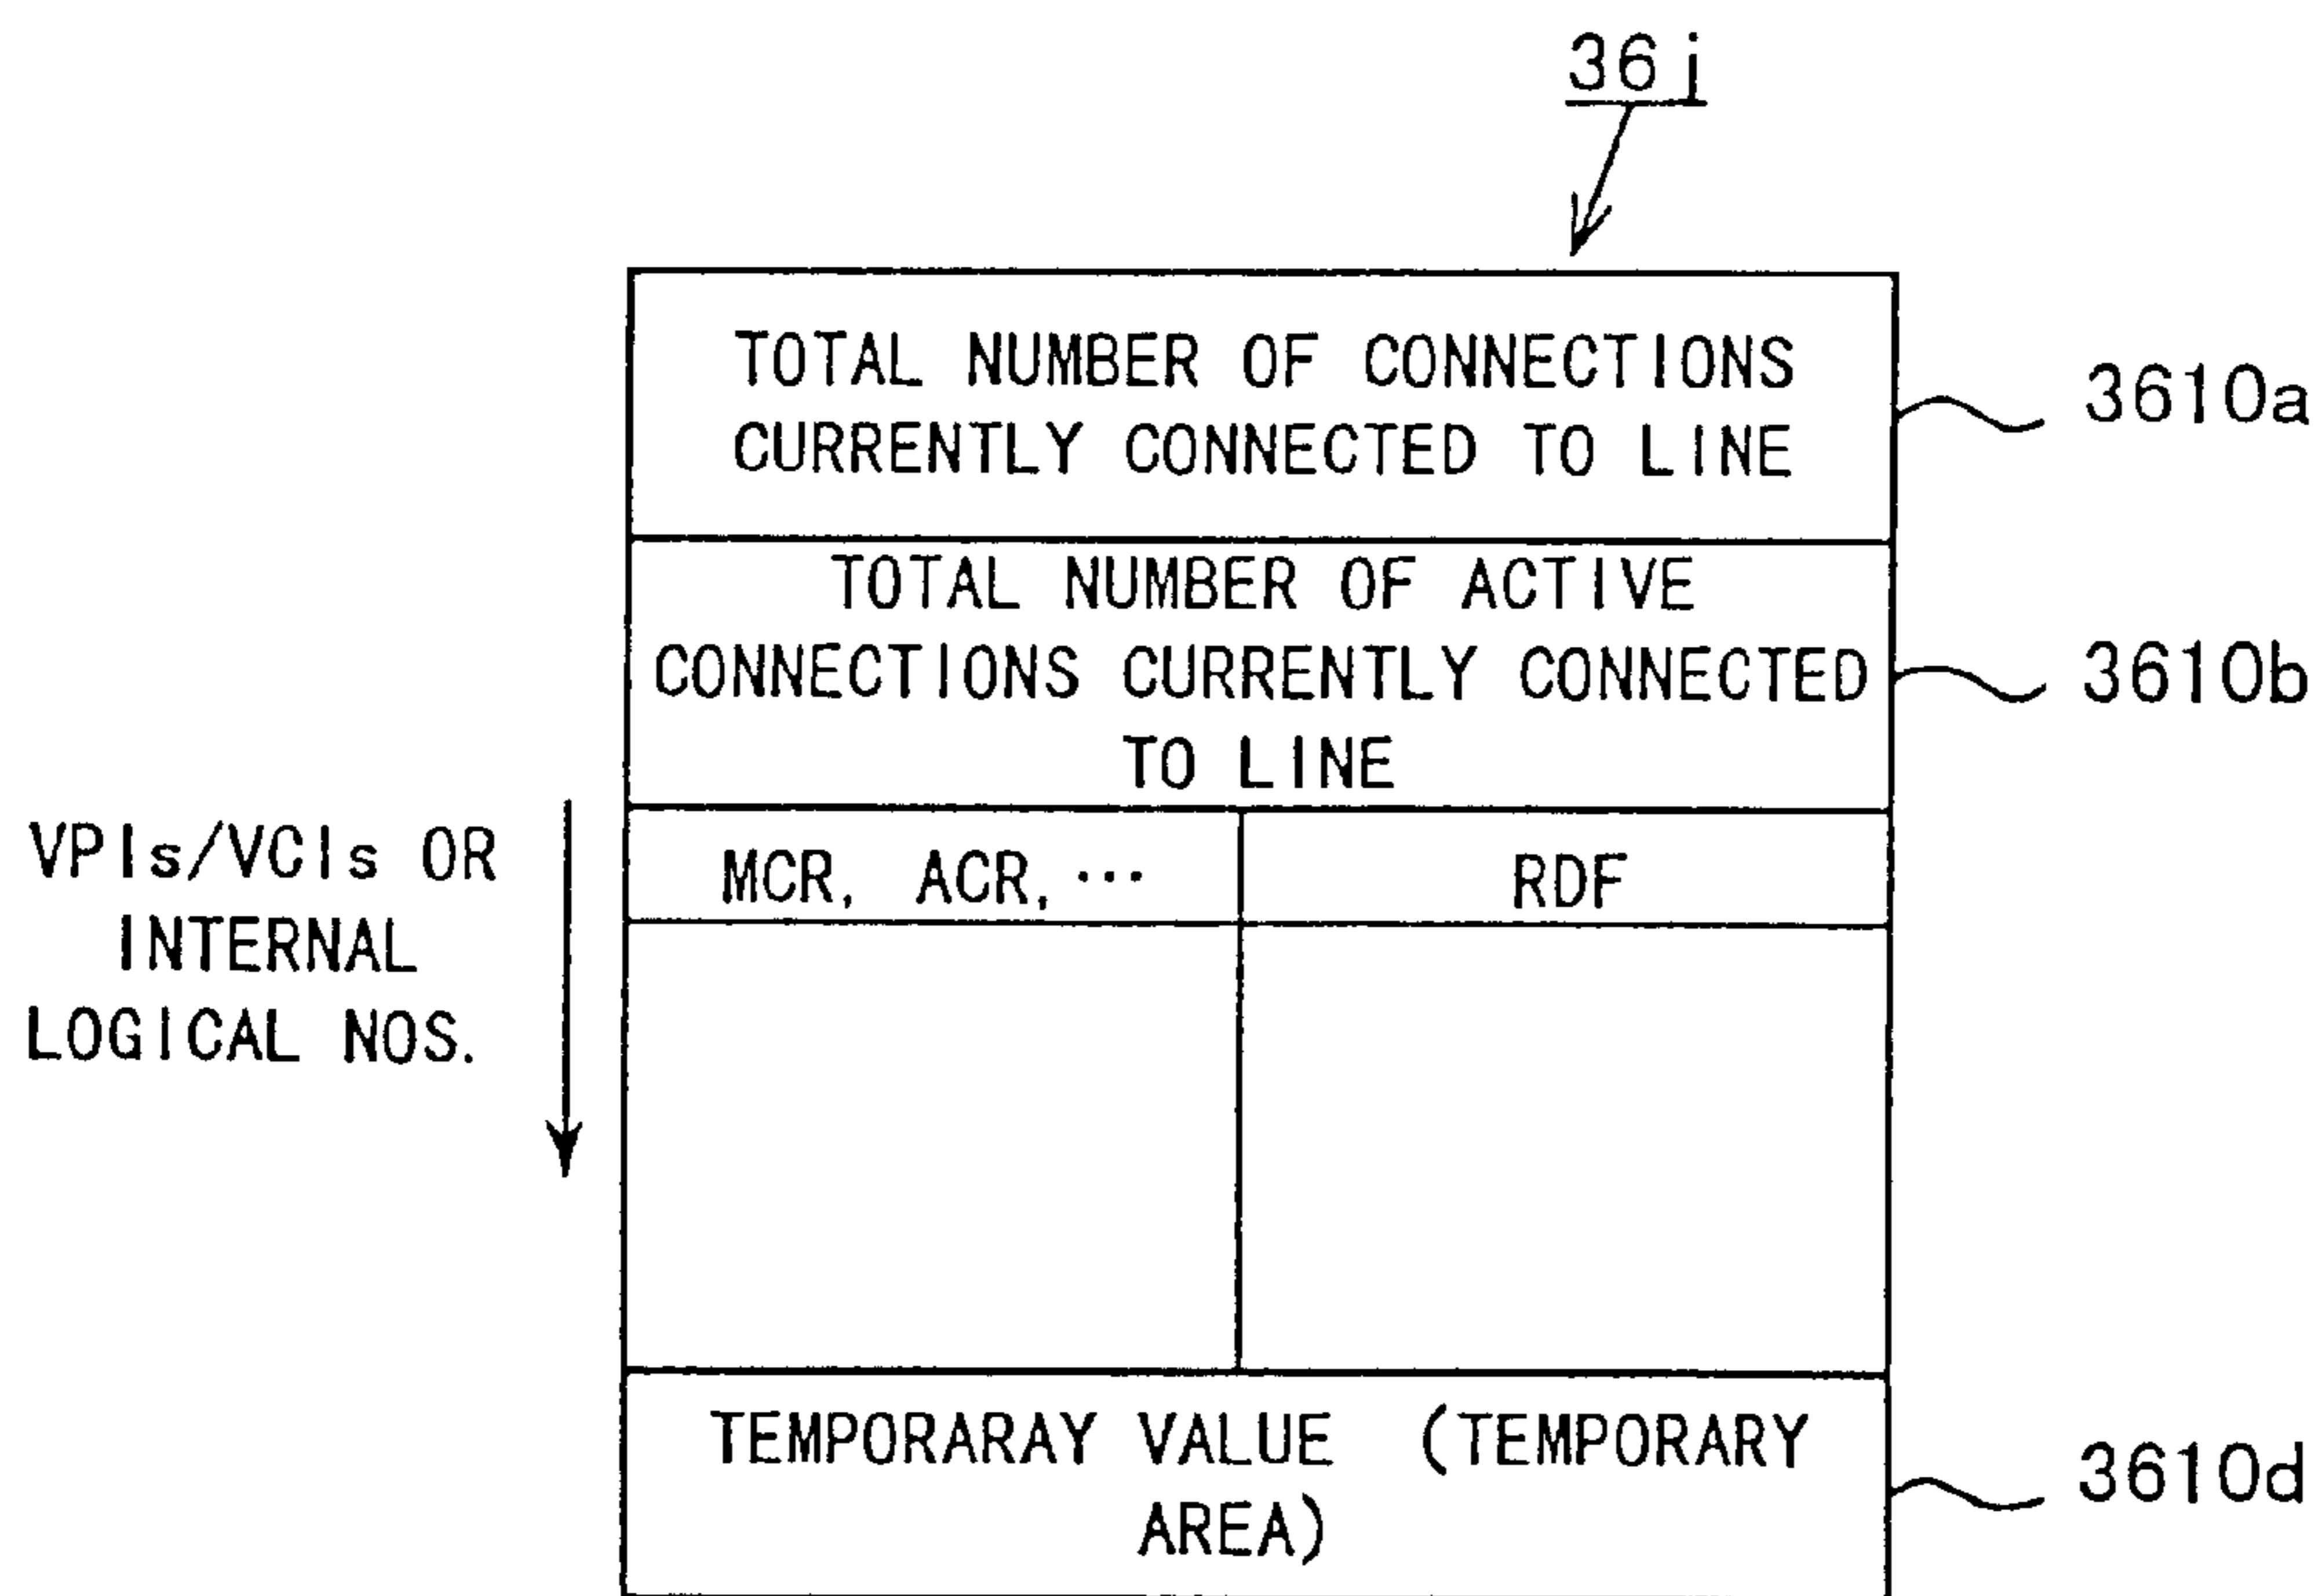 36j
TOTAL NUMBER OF CONNECTIONS
CURRENTLY CONNECTED TO LINE
3610a
TOTAL NUMBER OF ACTIVE
CONNECTIONS CURRENTLY CONNECTED
TO LINE
3610b
VPIs/VCIs OR
INTERNAL
LOGICAL NOS.
MCR, ACR, ···
RDF
TEMPORARAY VALUE (TEMPORARY
AREA)
3610d